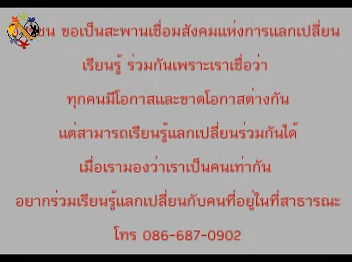 ชน ขอเป็นสะพานเชื่อมสังคมแห่งการแลกเปลี่ยน
เรียนรู้ ร่วมกันเพราะเราเชื่อว่า
ทุกคนมีโอกาสและขาดโอกาสต่างกัน
แต่สามารถเรียนรู้แลกเปลี่ยนร่วมกันได้
เมื่อเรามองว่าเราเป็นคนเท่ากัน
อยากร่วมเรียนรู้แลกเปลี่ยนกับคนที่อยู่ในที่สาธารณะ
โทร 086-687-0902